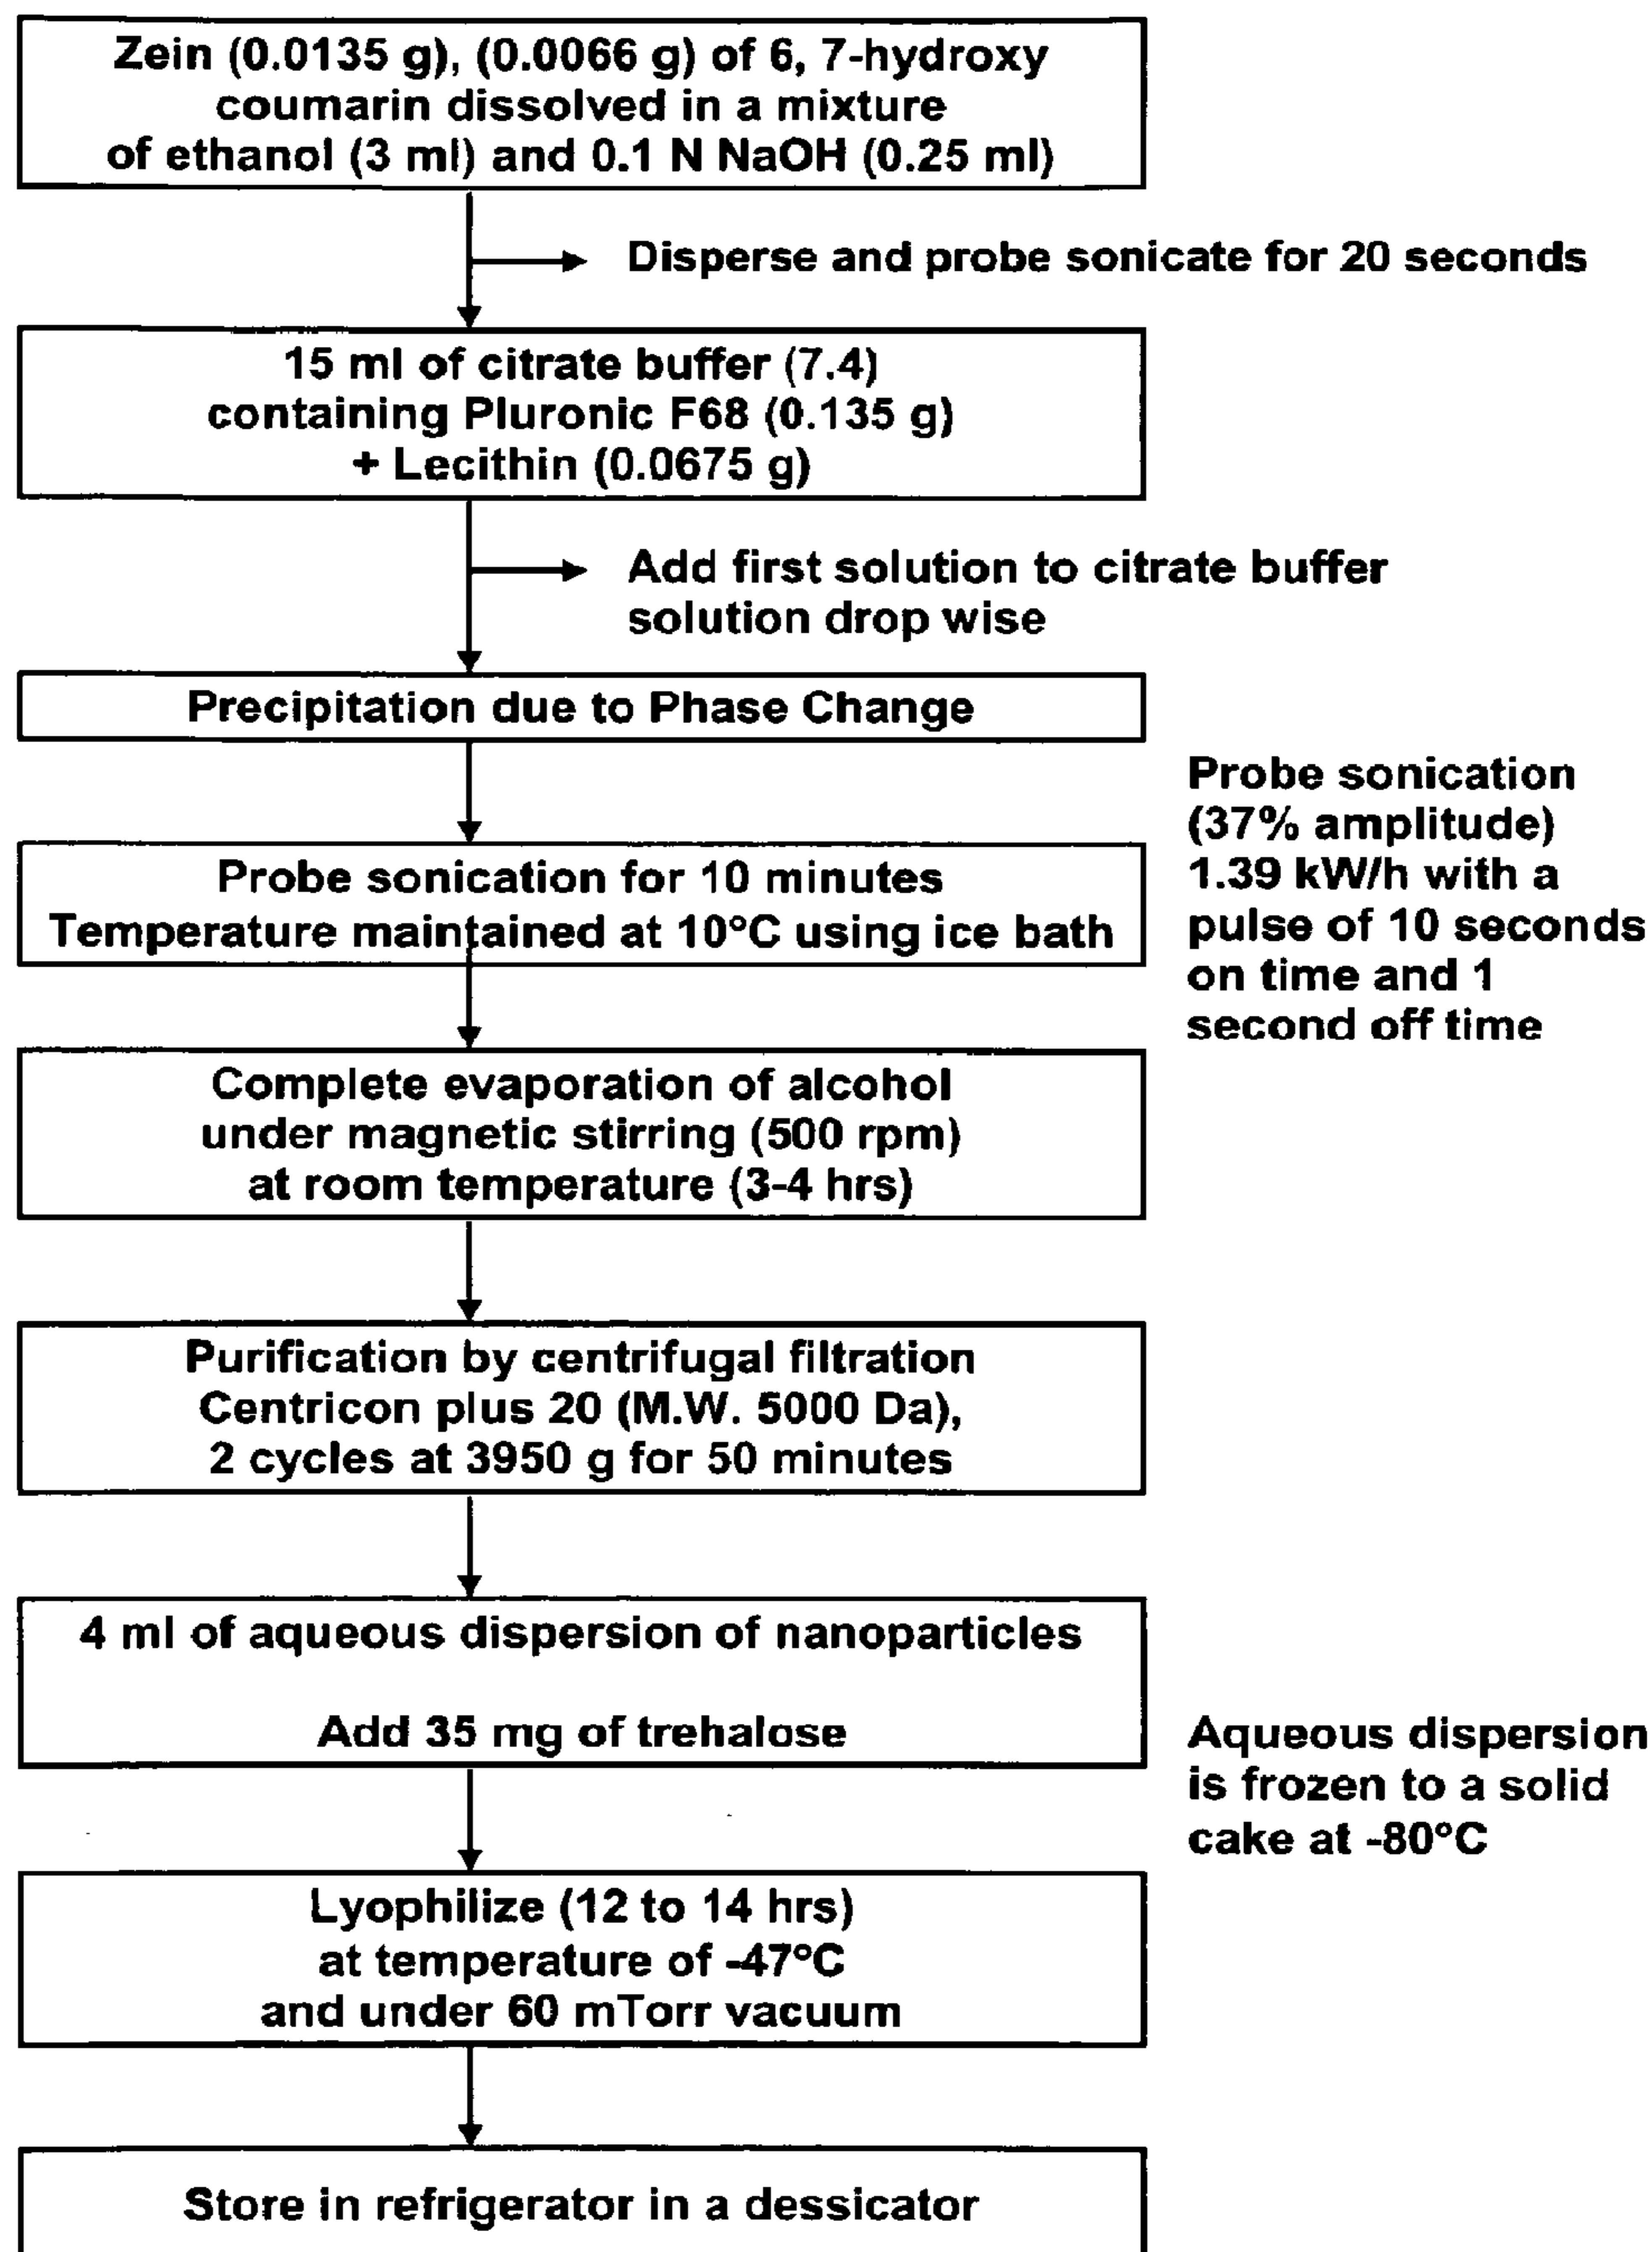 Zein (0.0135 g), (0.0066 g) of 6, 7-hydroxy
coumarin dissolved in a mixture
of ethanol (3 ml) and 0.1 N NaOH (0.25 ml)
Disperse and probe sonicate for 20 seconds
15 ml of citrate buffer (7.4)
containing Pluronic F68 (0.135 g)
+ Lecithin (0.0675 g)
Add first solution to citrate buffer
solution drop wise
Precipitation due to Phase Change
Probe sonication for 10 minutes
Temperature maintained at 10°C using ice bath
Probe sonication
(37% amplitude)
1.39 kW/h with a
pulse of 10 seconds
on time and 1
second off time
Complete evaporation of alcohol
under magnetic stirring (500 rpm)
at room temperature (3-4 hrs)
Purification by centrifugal filtration
Centricon plus 20 (M.W. 5000 Da),
2 cycles at 3950 g for 50 minutes
4 ml of aqueous dispersion of nanoparticles
Add 35 mg of trehalose
Aqueous dispersion
is frozen to a solid
cake at -80°C
Lyophilize (12 to 14 hrs)
at temperature of -47°C
and under 60 mTorr vacuum
Store in refrigerator in a dessicator